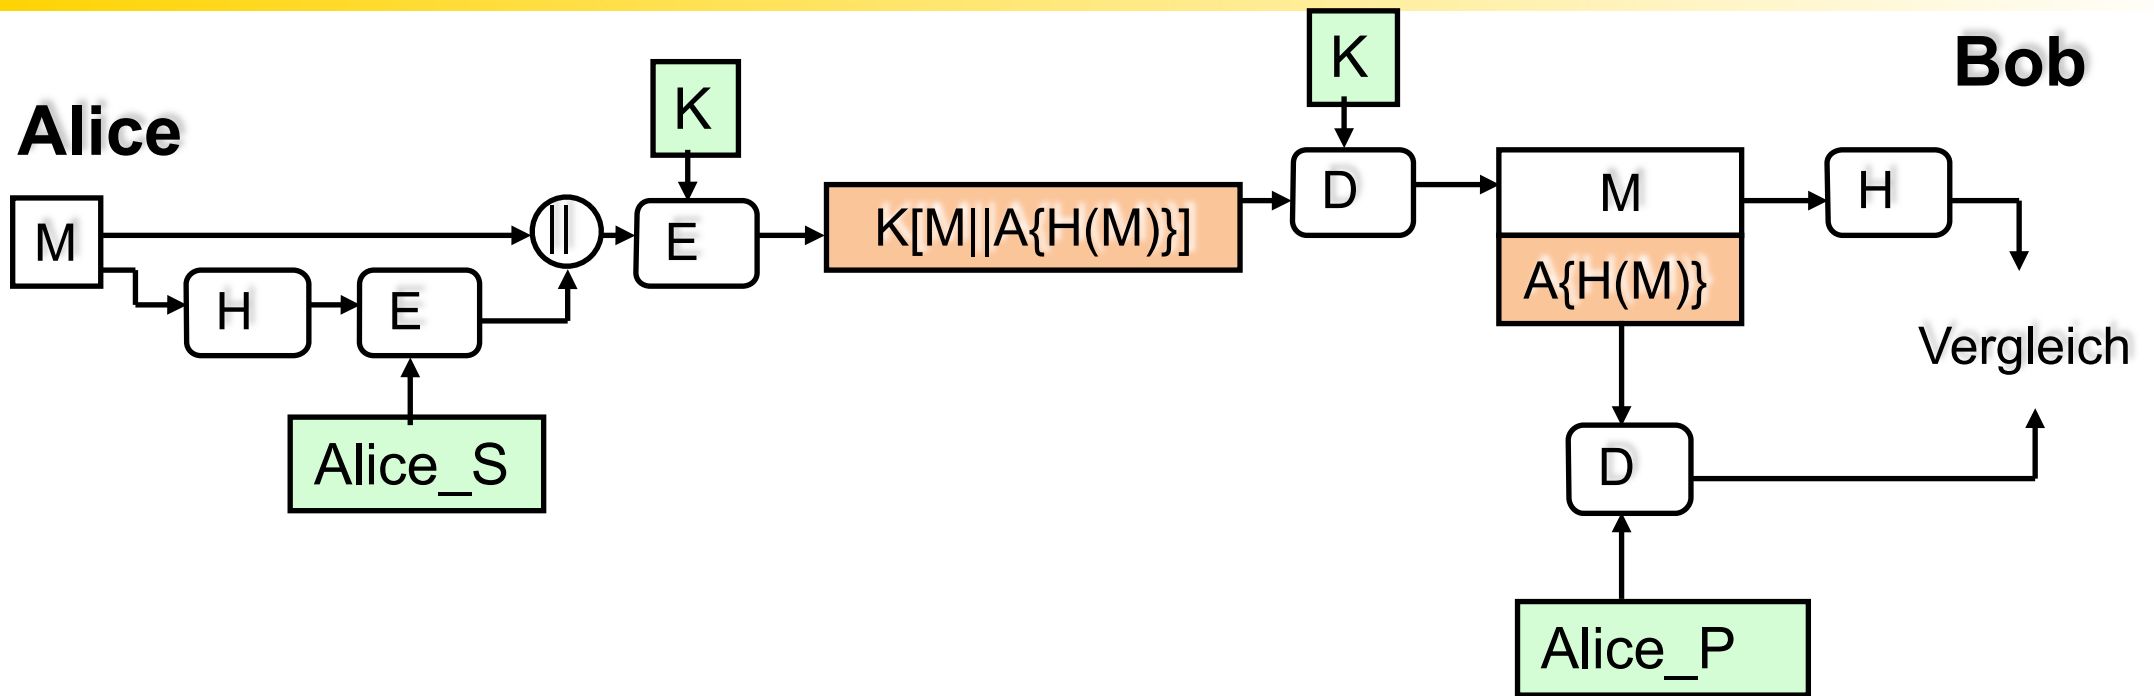 Alice
Bob
K
K
M
||
E
K[M||A{H(M)}]
D
M
H
H
E
A{H(M)}
Vergleich
Alice_S
D
Alice_P